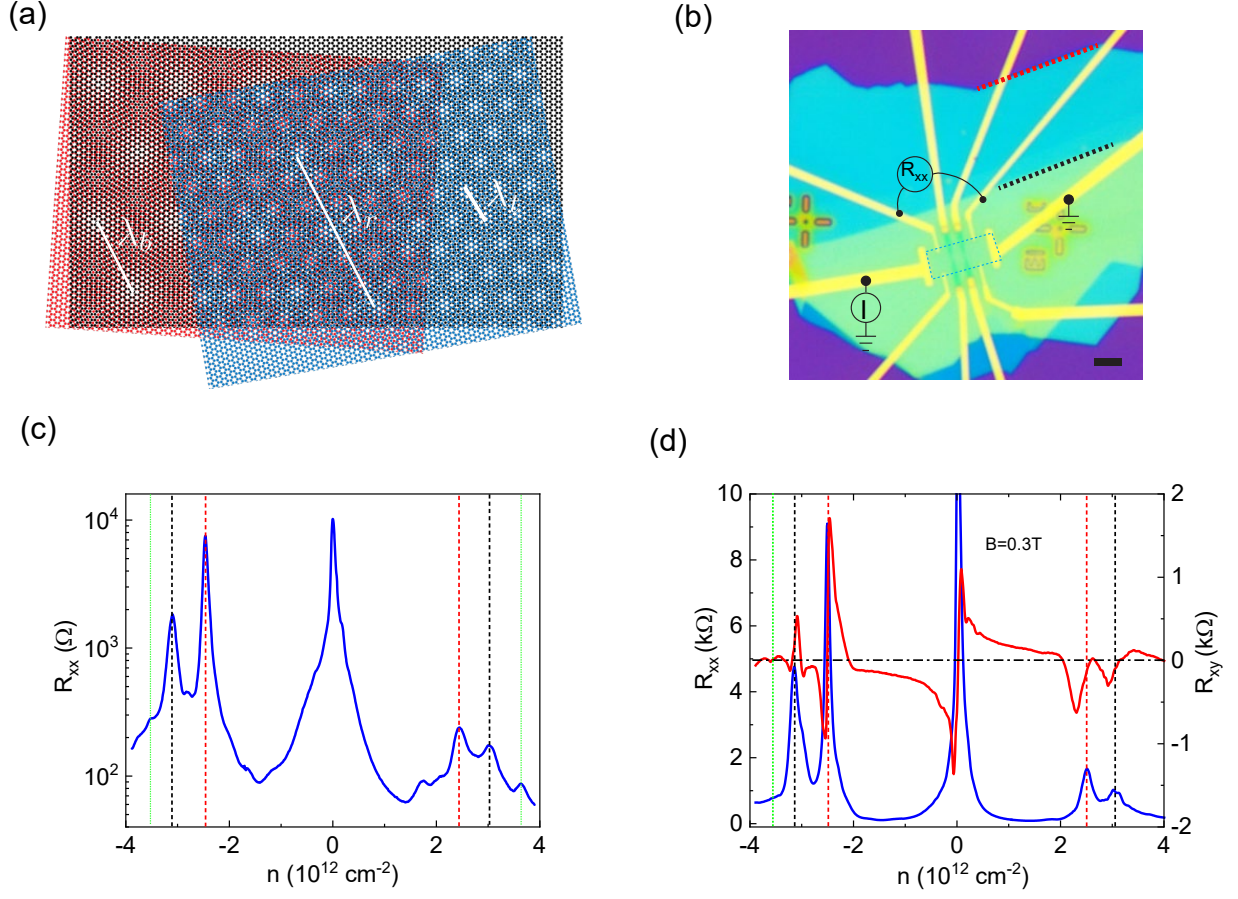 (a)
λb
λr
λt
(b)
Rxx
I
(c)
Rxx (Ω)
10⁴
10³
10²
-4 -2 0 2 4
n (10¹² cm⁻²)
(d)
B=0.3T
Rxx (kΩ)
10
8
6
4
2
0
Rxy (kΩ)
2
1
0
-1
-2
-4 -2 0 2 4
n (10¹² cm⁻²)